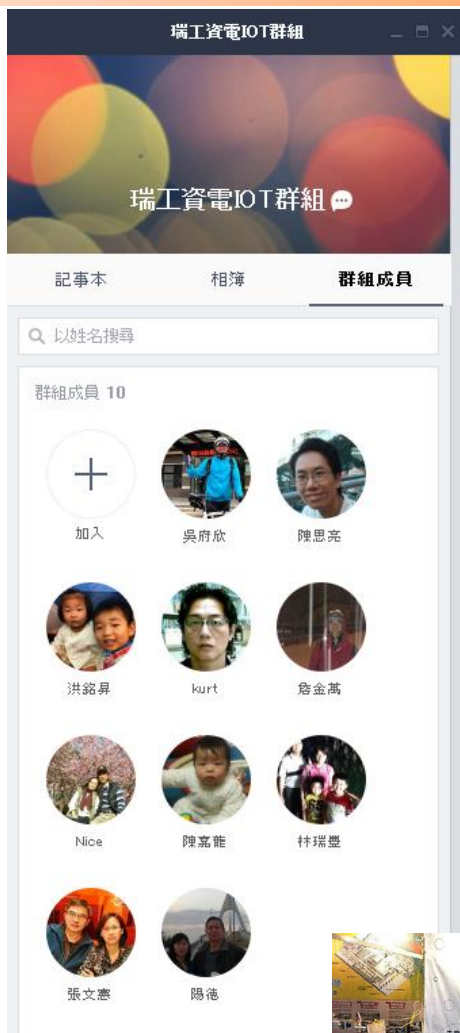 瑞工資電IOT群組
瑞工資電IOT群組
記事本 相簿 群組成員
以姓名搜尋
群組成員 10
加入 吳府欣 陳思亮
洪銘昇 kurt 詹金萬
Nice 陳嘉龍 林瑞豐
張文憲 陽德